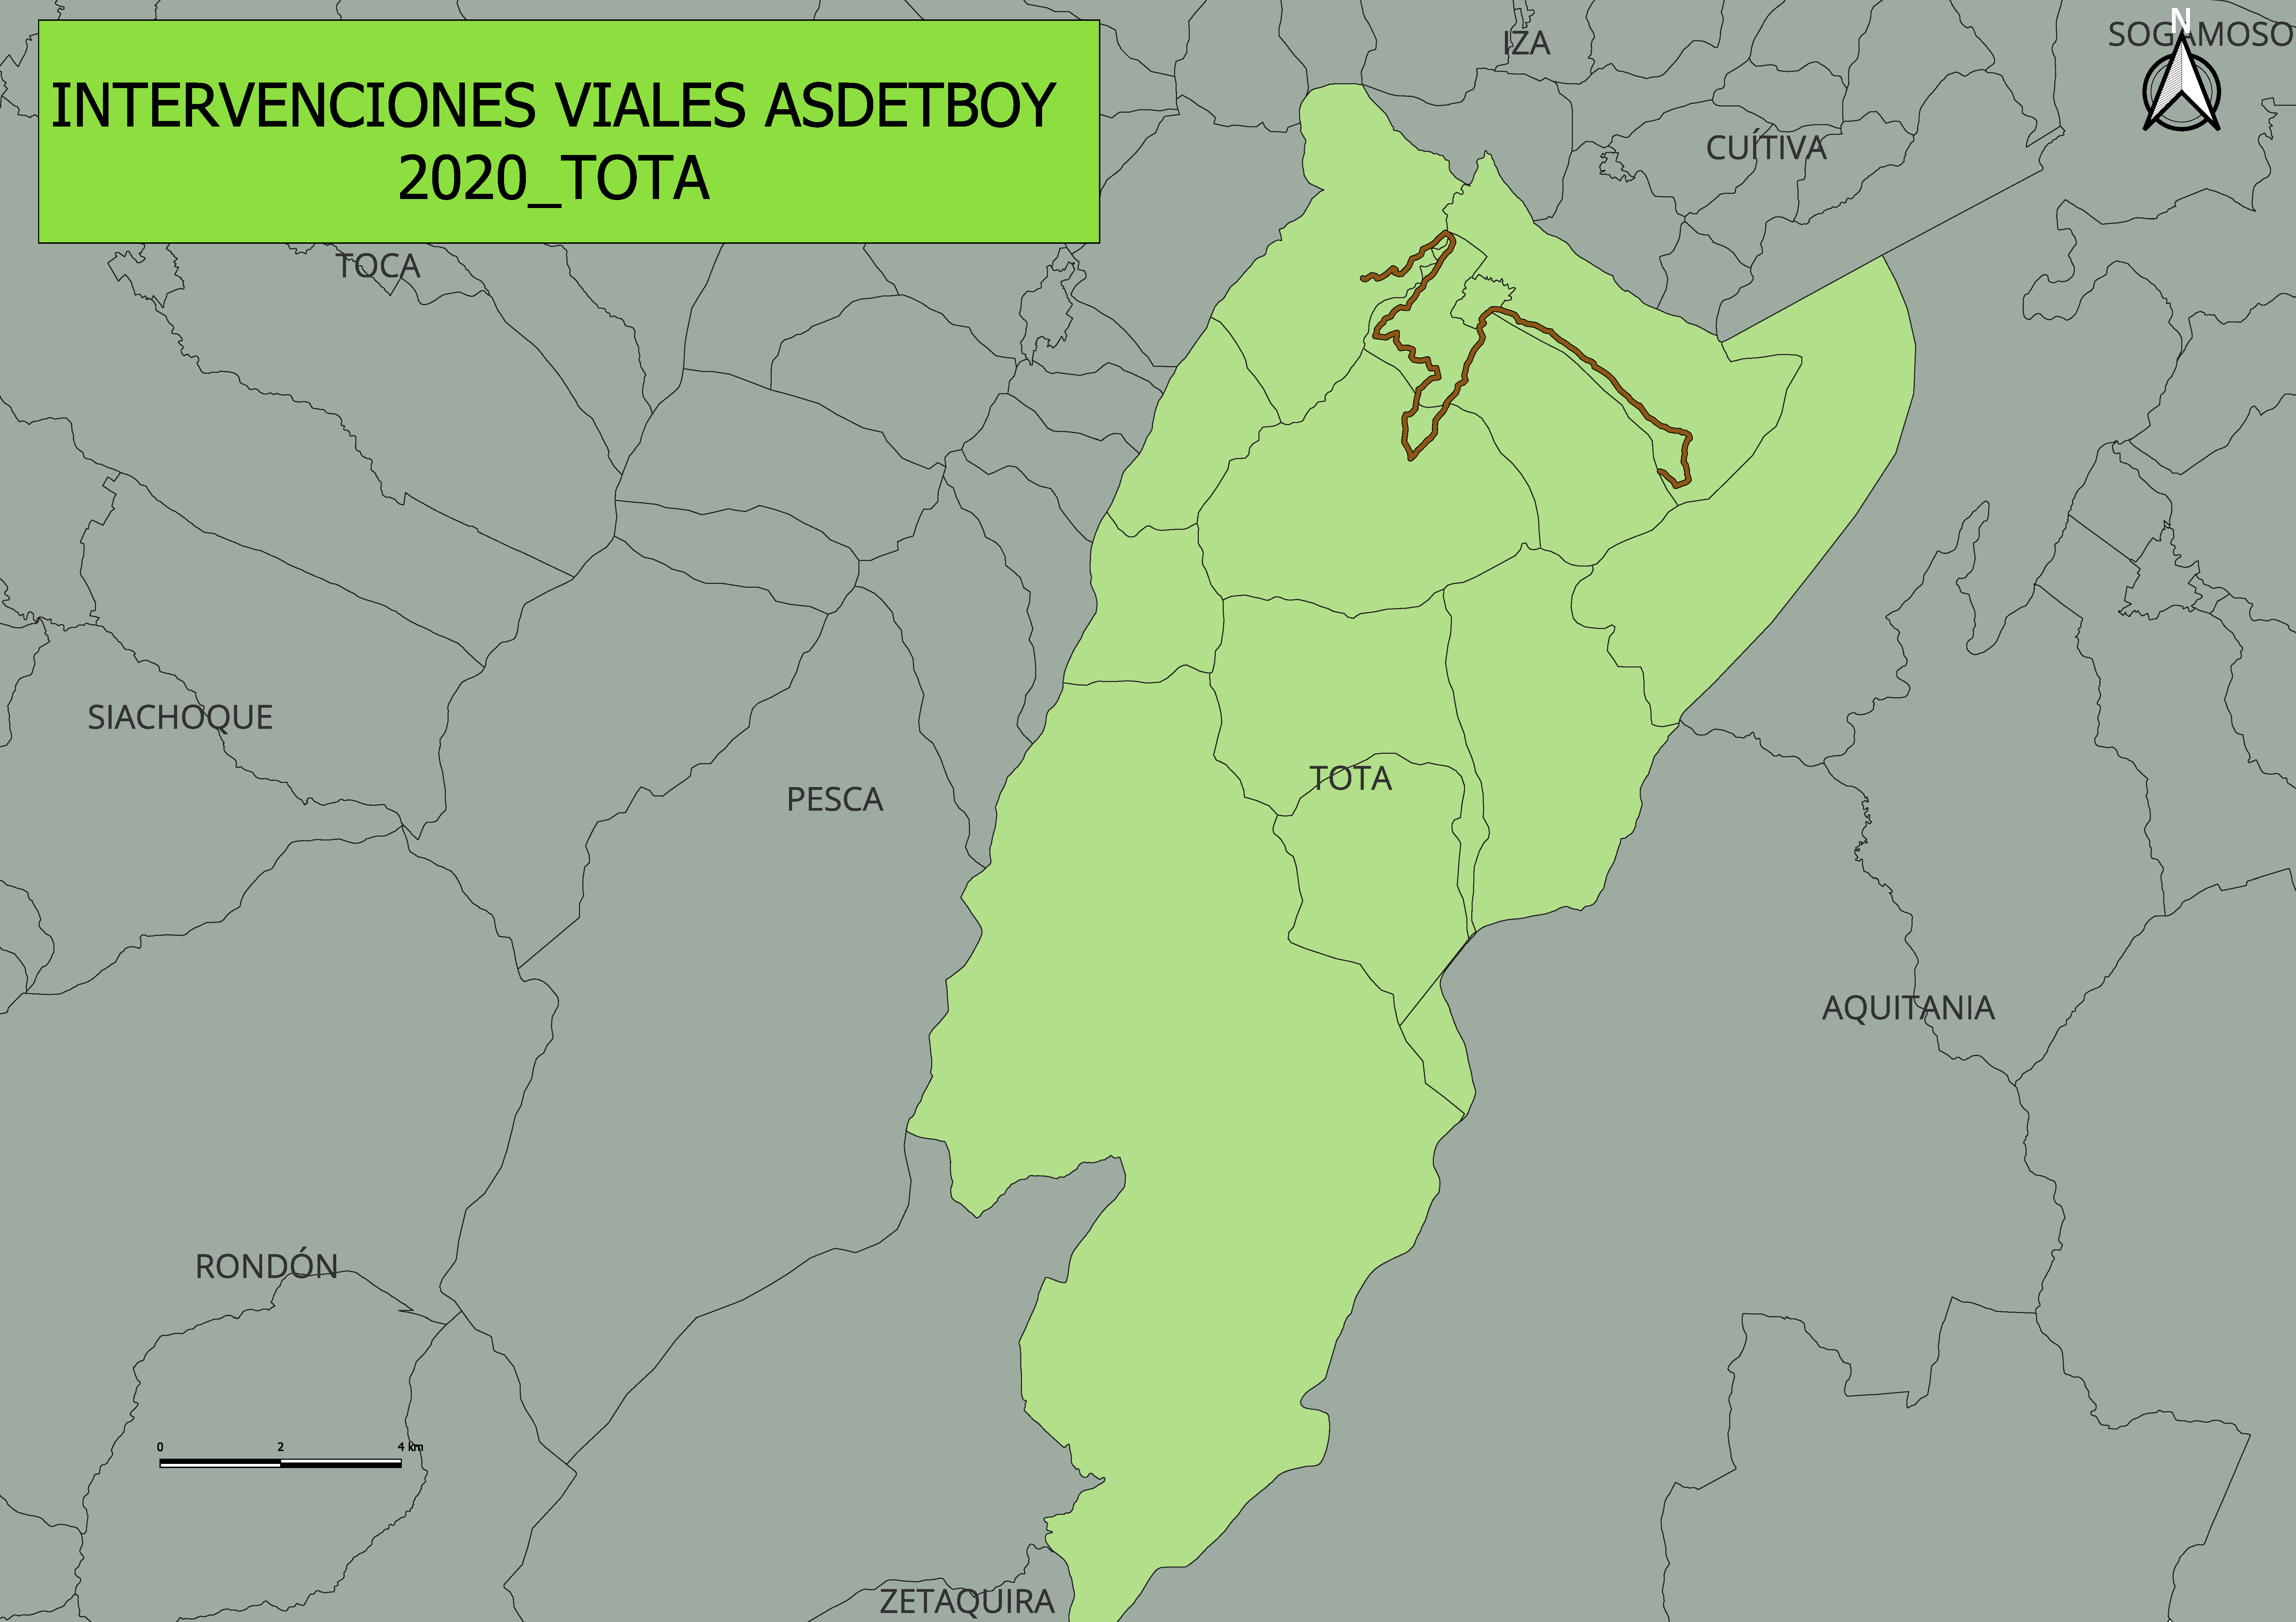 INTERVENCIONES VIALES ASDETBOY
2020_TOTA
N
IZA
SOGAMOSO
CUÍTIVA
TOCA
SIACHOQUE
PESCA
TOTA
AQUITANIA
RONDÓN
0 2 4 km
ZETAQUIRA